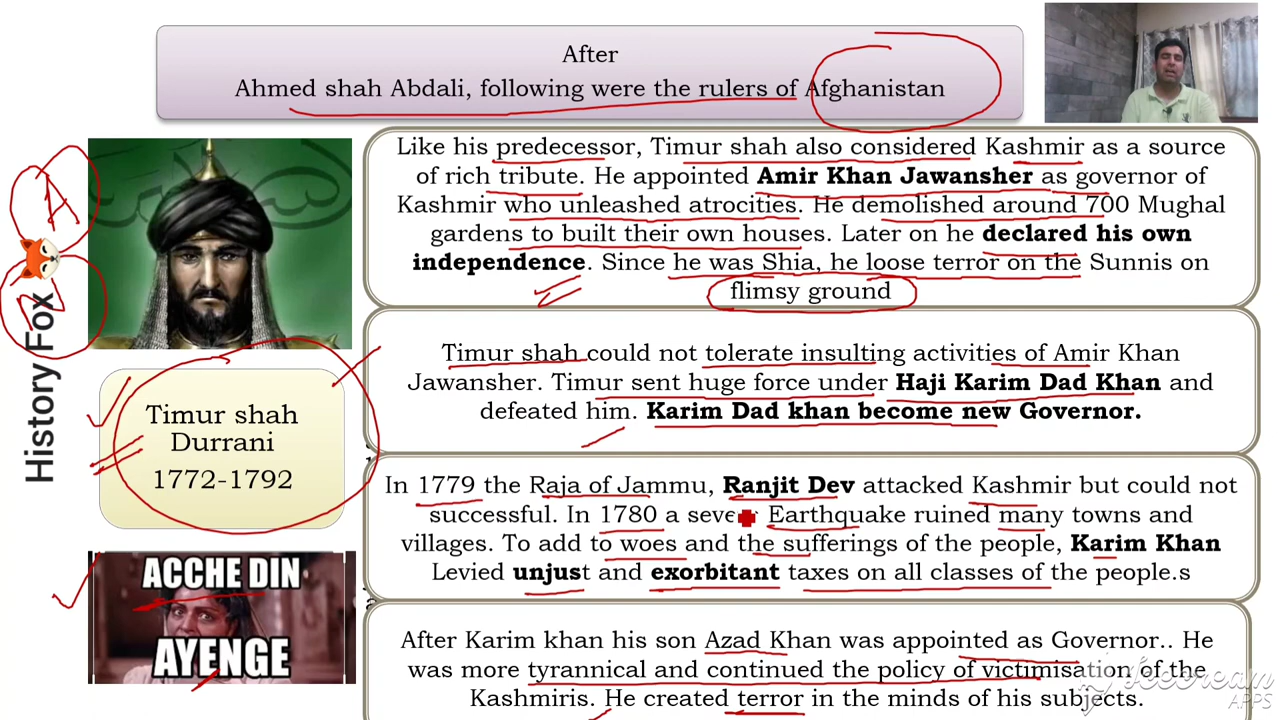 After
Ahmed shah Abdali, following were the rulers of Afghanistan
Like his predecessor, Timur shah also considered Kashmir as a source
of rich tribute. He appointed Amir Khan Jawansher as governor of
Kashmir who unleashed atrocities. He demolished around 700 Mughal
gardens to built their own houses. Later on he declared his own
independence. Since he was Shia, he loose terror on the Sunnis on
flimsy ground
A
History Fox
Timur shah
Durrani
1772-1792
Timur shah could not tolerate insulting activities of Amir Khan
Jawansher. Timur sent huge force under Haji Karim Dad Khan and
defeated him. Karim Dad khan become new Governor.
In 1779 the Raja of Jammu, Ranjit Dev attacked Kashmir but could not
successful. In 1780 a Earthquake ruined many towns and
villages. To add to woes and the sufferings of the people, Karim Khan
Levied unjust and exorbitant taxes on all classes of the people.s
ACCHE DIN
AYENGE
After Karim khan his son Azad Khan was appointed as Governor.. He
was more tyrannical and continued the policy of victimisation of the
Kashmiris. He created terror in the minds of his subjects.
Icecream
APPS